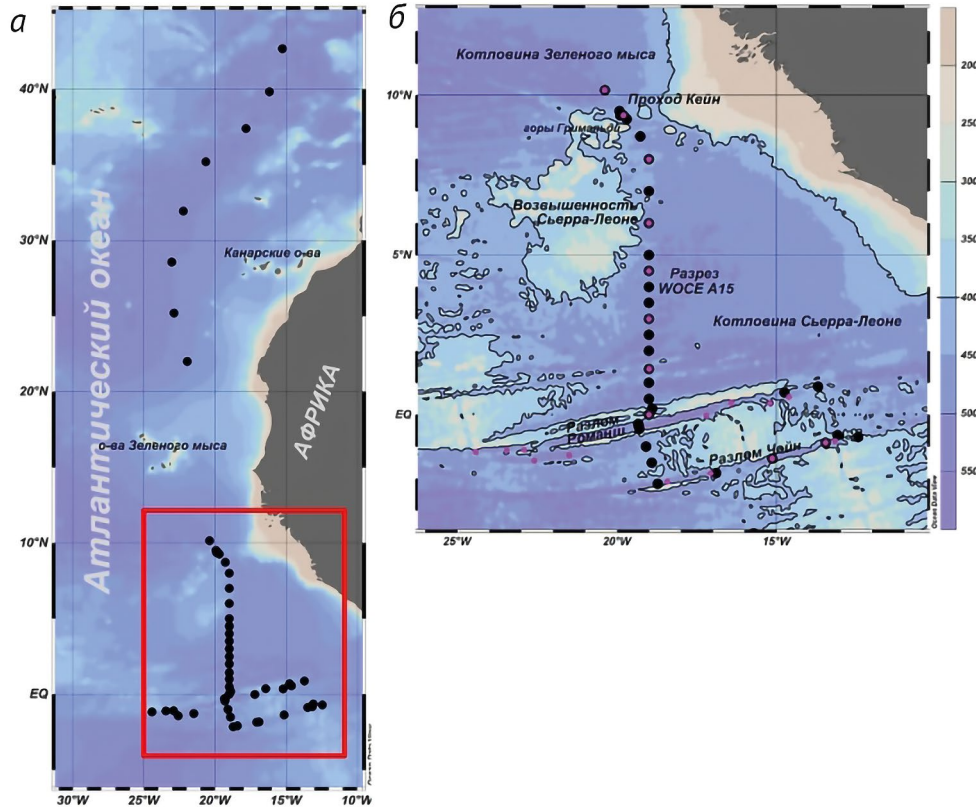 а
40°N
30°N
20°N
10°N
EQ
30°W
25°W
20°W
15°W
10°W
Атлантический океан
Канарские о-ва
АФРИКА
о-ва Зеленого мыса
б
Котловина Зеленого мыса
10°N
Проход Кейн
горы Гримальди
Возвышенность
Сьерра-Леоне
5°N
Разрез
WOCE A15
Котловина Сьерра-Леоне
EQ
Разлом
Романш
Разлом Чейн
25°W
20°W
15°W
Ocean Data View